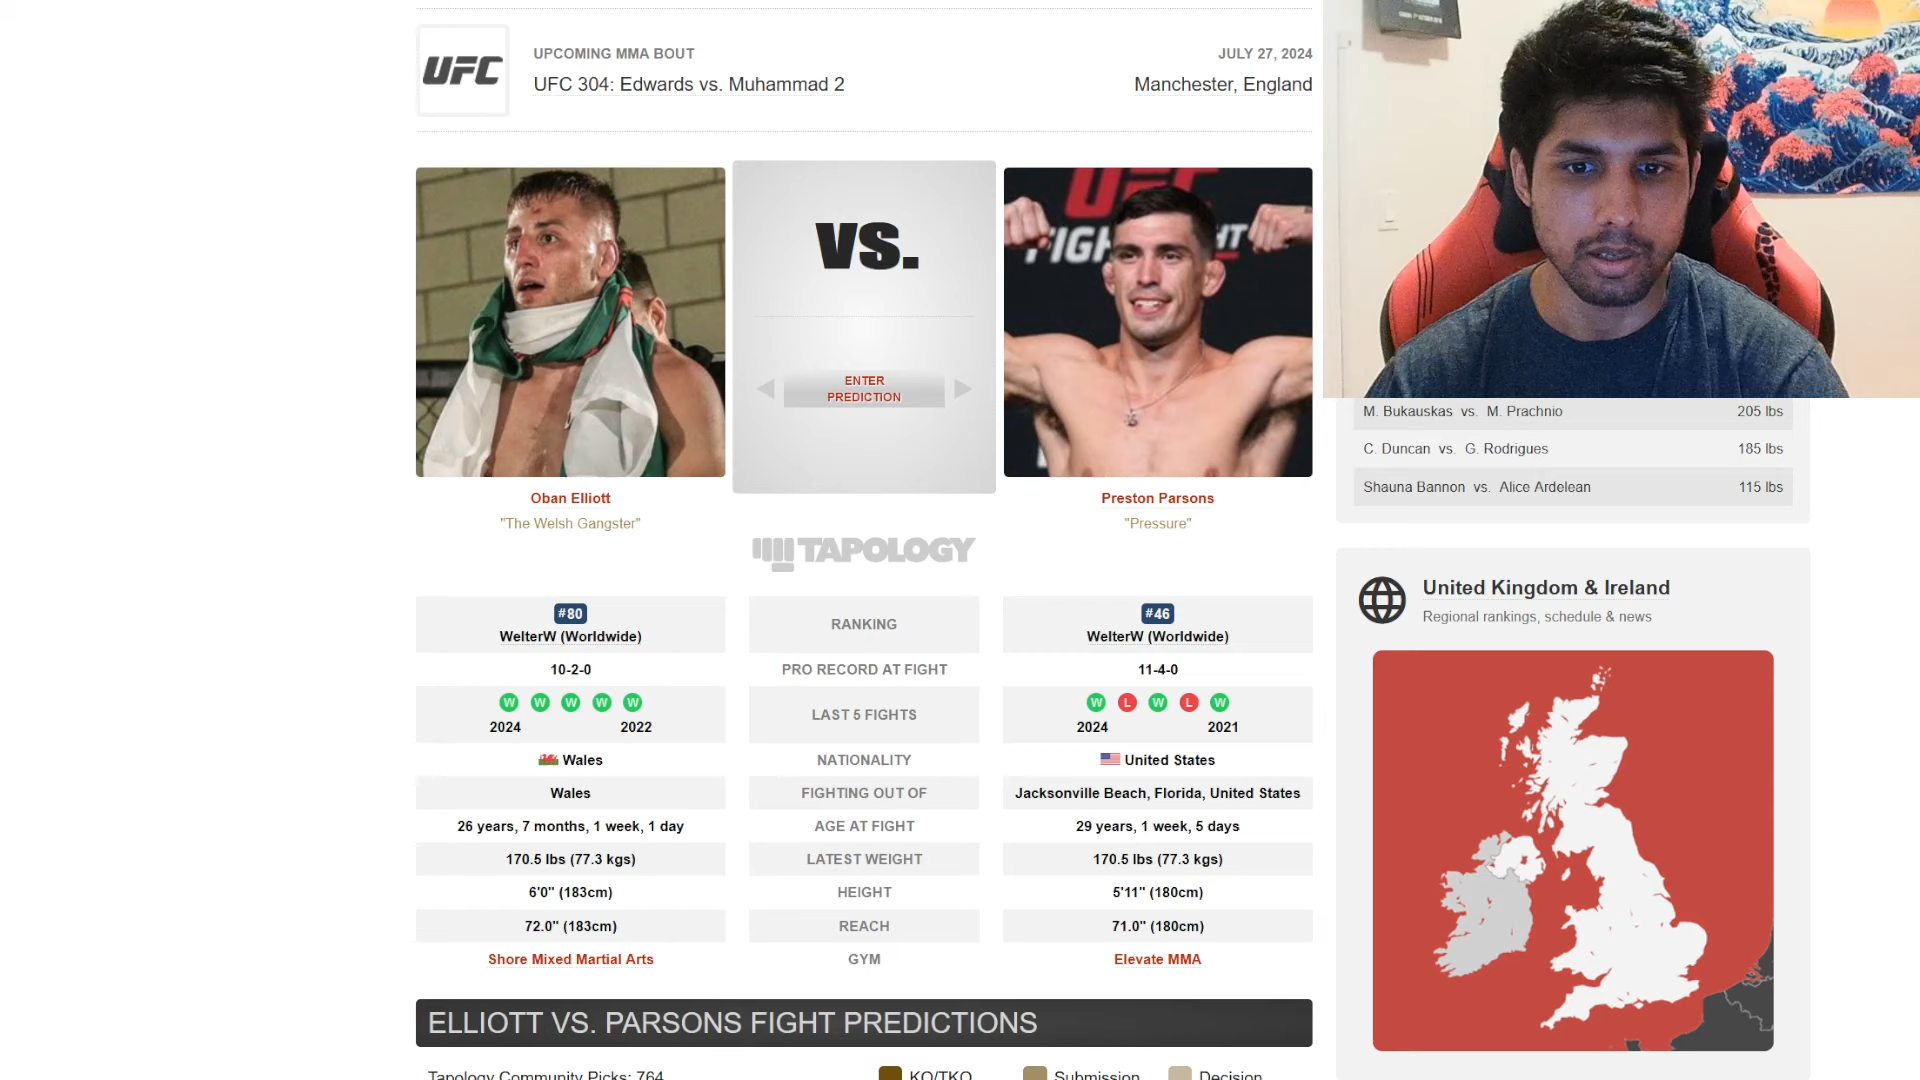 UFC
UPCOMING MMA BOUT
UFC 304: Edwards vs. Muhammad 2
JULY 27, 2024
Manchester, England
VS.
ENTER
PREDICTION
UFC
FIGHT
Oban Elliott
"The Welsh Gangster"
Preston Parsons
"Pressure"
TAPOLOGY
#80
WelterW (Worldwide)
RANKING
#46
WelterW (Worldwide)
10-2-0
PRO RECORD AT FIGHT
11-4-0
W W W W W
2024 2022
LAST 5 FIGHTS
W L W L W
2024 2021
Wales
NATIONALITY
United States
Wales
FIGHTING OUT OF
Jacksonville Beach, Florida, United States
26 years, 7 months, 1 week, 1 day
AGE AT FIGHT
29 years, 1 week, 5 days
170.5 lbs (77.3 kgs)
LATEST WEIGHT
170.5 lbs (77.3 kgs)
6'0" (183cm)
HEIGHT
5'11" (180cm)
72.0" (183cm)
REACH
71.0" (180cm)
Shore Mixed Martial Arts
GYM
Elevate MMA
ELLIOTT VS. PARSONS FIGHT PREDICTIONS
Tapology Community Picks: 764
KO/TKO
Submission
Decision
M. Bukauskas vs. M. Prachnio 205 lbs
C. Duncan vs. G. Rodrigues 185 lbs
Shauna Bannon vs. Alice Ardelean 115 lbs
United Kingdom & Ireland
Regional rankings, schedule & news